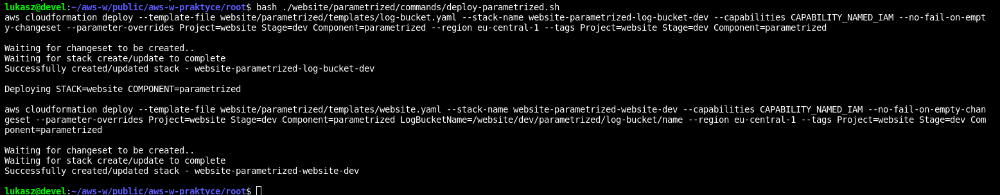 lukasz@devel:~/aws-w/public/aws-w-praktyce/root$ bash ./website/parametrized/commands/deploy-parametrized.sh
aws cloudformation deploy --template-file website/parametrized/templates/log-bucket.yaml --stack-name website-parametrized-log-bucket-dev --capabilities CAPABILITY_NAMED_IAM --no-fail-on-empt
y-changeset --parameter-overrides Project=website Stage=dev Component=parametrized --region eu-central-1 --tags Project=website Stage=dev Component=parametrized
Waiting for changeset to be created..
Waiting for stack create/update to complete
Successfully created/updated stack - website-parametrized-log-bucket-dev
Deploying STACK=website COMPONENT=parametrized
aws cloudformation deploy --template-file website/parametrized/templates/website.yaml --stack-name website-parametrized-website-dev --capabilities CAPABILITY_NAMED_IAM --no-fail-on-empty-chan
geset --parameter-overrides Project=website Stage=dev Component=parametrized LogBucketName=/website/dev/parametrized/log-bucket/name --region eu-central-1 --tags Project=website Stage=dev Com
ponent=parametrized
Waiting for changeset to be created..
Waiting for stack create/update to complete
Successfully created/updated stack - website-parametrized-website-dev
lukasz@devel:~/aws-w/public/aws-w-praktyce/root$